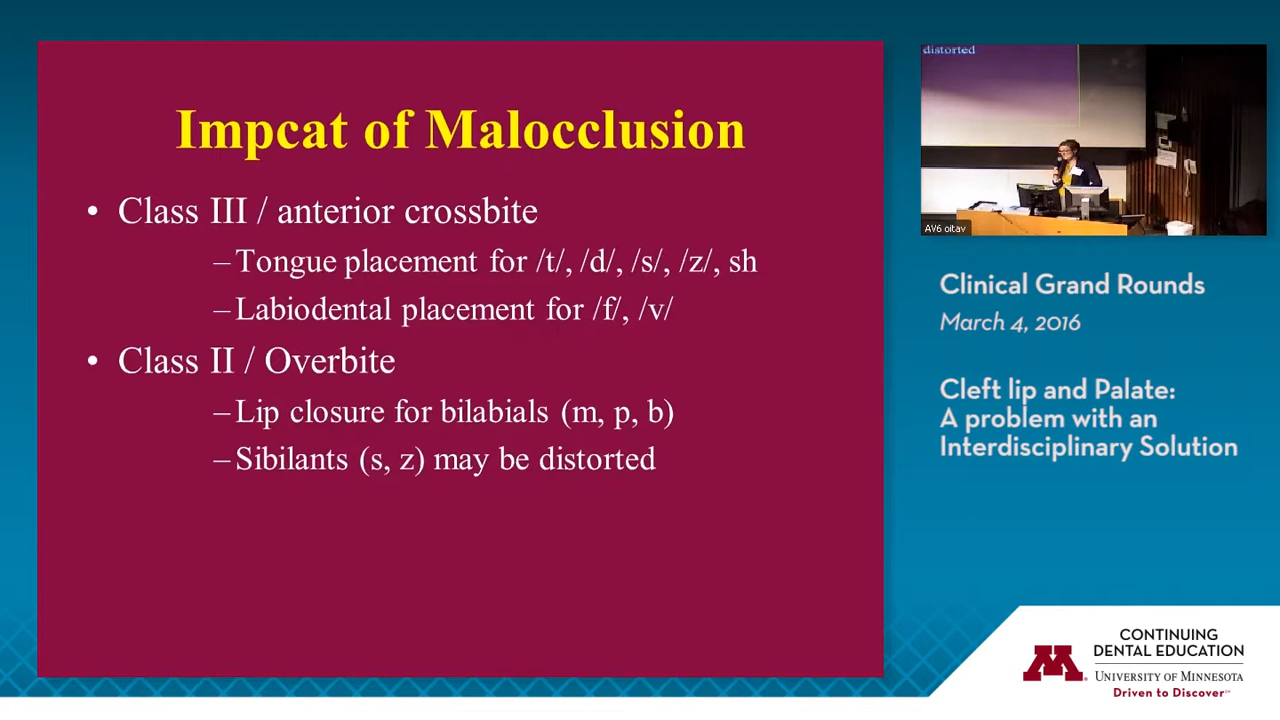 Impcat of Malocclusion
• Class III / anterior crossbite
– Tongue placement for /t/, /d/, /s/, /z/, sh
– Labiodental placement for /f/, /v/
• Class II / Overbite
– Lip closure for bilabials (m, p, b)
– Sibilants (s, z) may be distorted
distorted
AV6 oitav
Clinical Grand Rounds
March 4, 2016
Cleft lip and Palate:
A problem with an
Interdisciplinary Solution
CONTINUING
DENTAL EDUCATION
M
UNIVERSITY OF MINNESOTA
Driven to Discover℠